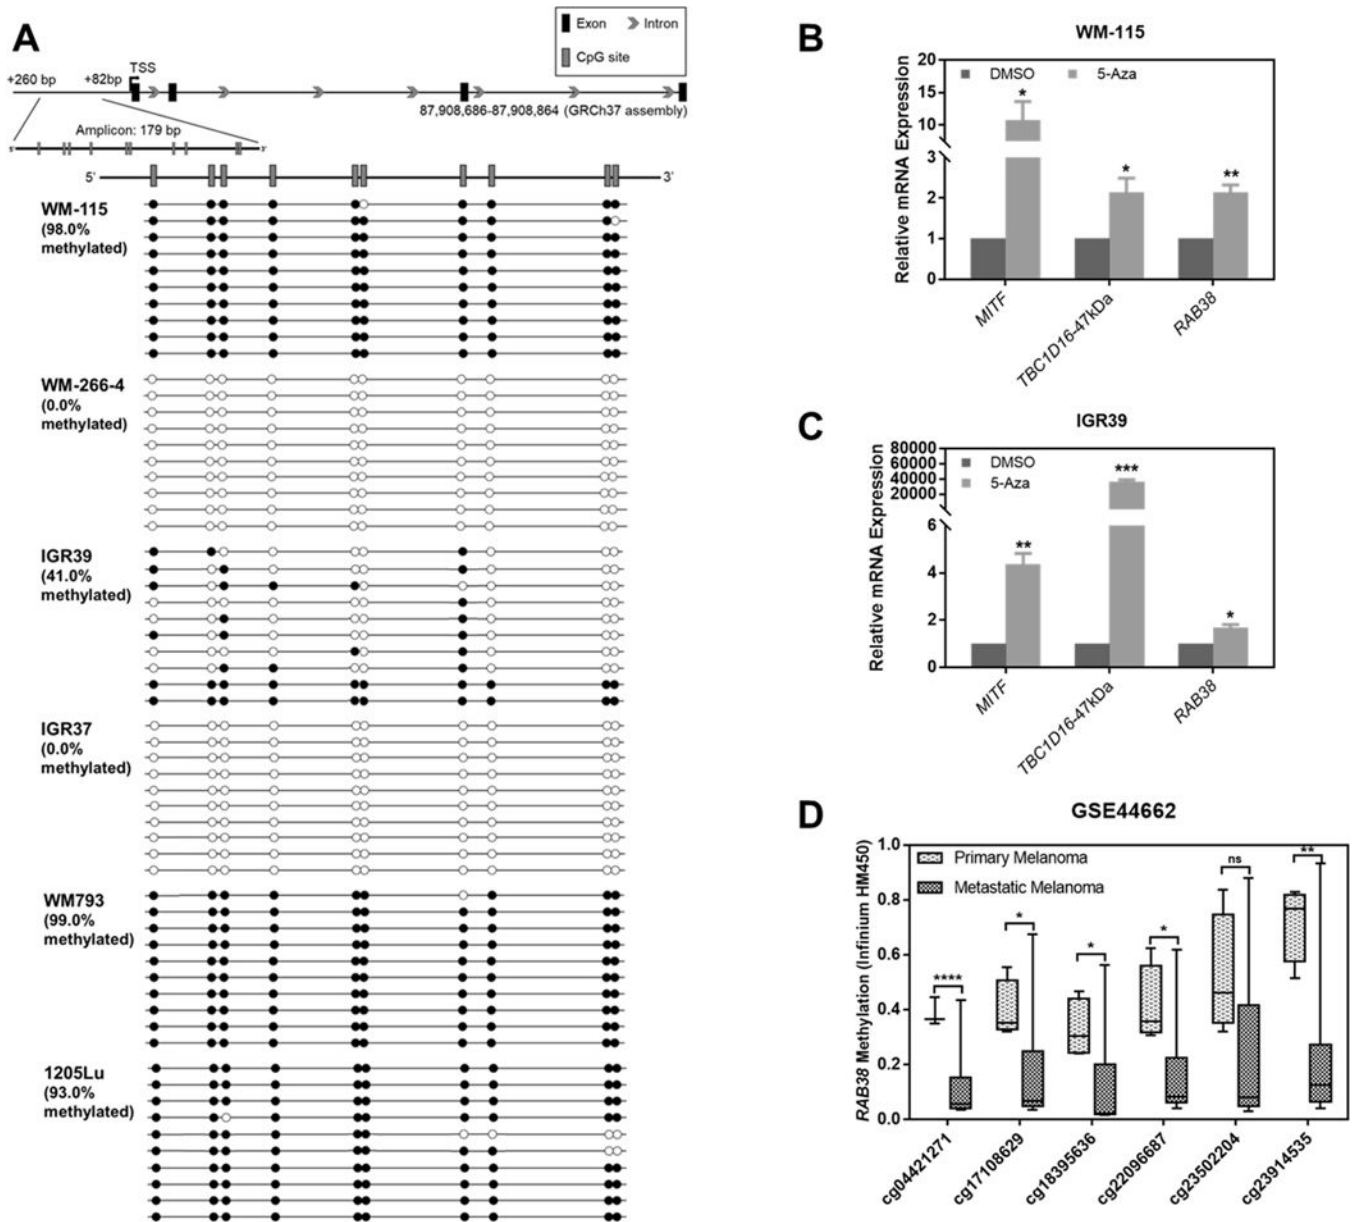 A
Exon
Intron
CpG site
+260 bp
+82bp
TSS
87,908,686-87,908,864 (GRCh37 assembly)
Amplicon: 179 bp
5'
3'
5'
3'
WM-115
(98.0%
methylated)
WM-266-4
(0.0%
methylated)
IGR39
(41.0%
methylated)
IGR37
(0.0%
methylated)
WM793
(99.0%
methylated)
1205Lu
(93.0%
methylated)
B
WM-115
Relative mRNA Expression
20
15
10
3
2
1
0
DMSO
5-Aza
*
*
**
MITF
TBC1D16-47kDa
RAB38
C
IGR39
Relative mRNA Expression
80000
60000
40000
20000
6
4
2
0
DMSO
5-Aza
**
***
*
MITF
TBC1D16-47kDa
RAB38
D
GSE44662
RAB38 Methylation (Infinium HM450)
1.0
0.8
0.6
0.4
0.2
0.0
Primary Melanoma
Metastatic Melanoma
****
*
*
*
ns
**
cg04421271
cg17108629
cg18395636
cg22096687
cg23502204
cg23914535